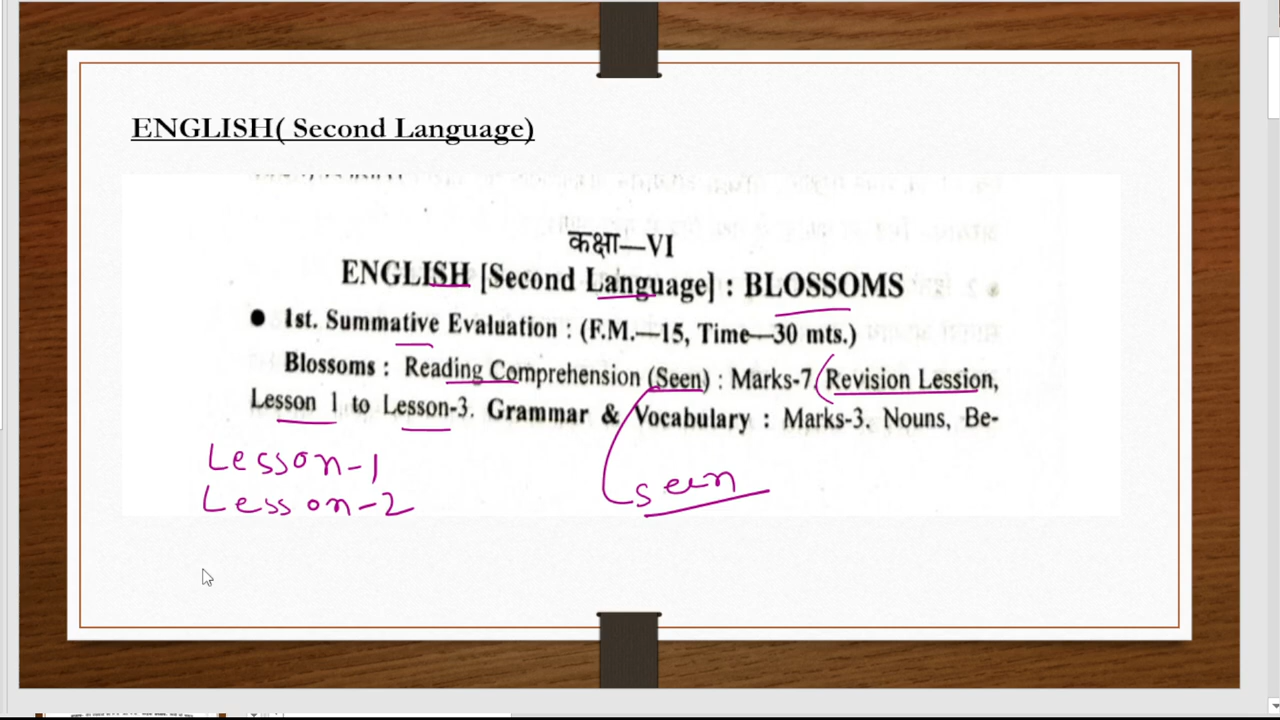 ENGLISH( Second Language)
कक्षा—VI
ENGLISH [Second Language] : BLOSSOMS
● 1st. Summative Evaluation : (F.M.—15, Time—30 mts.)
Blossoms : Reading Comprehension (Seen) : Marks-7. Revision Lession,
Lesson 1 to Lesson-3. Grammar & Vocabulary : Marks-3. Nouns, Be-
Lesson-1
Lesson-2
seen